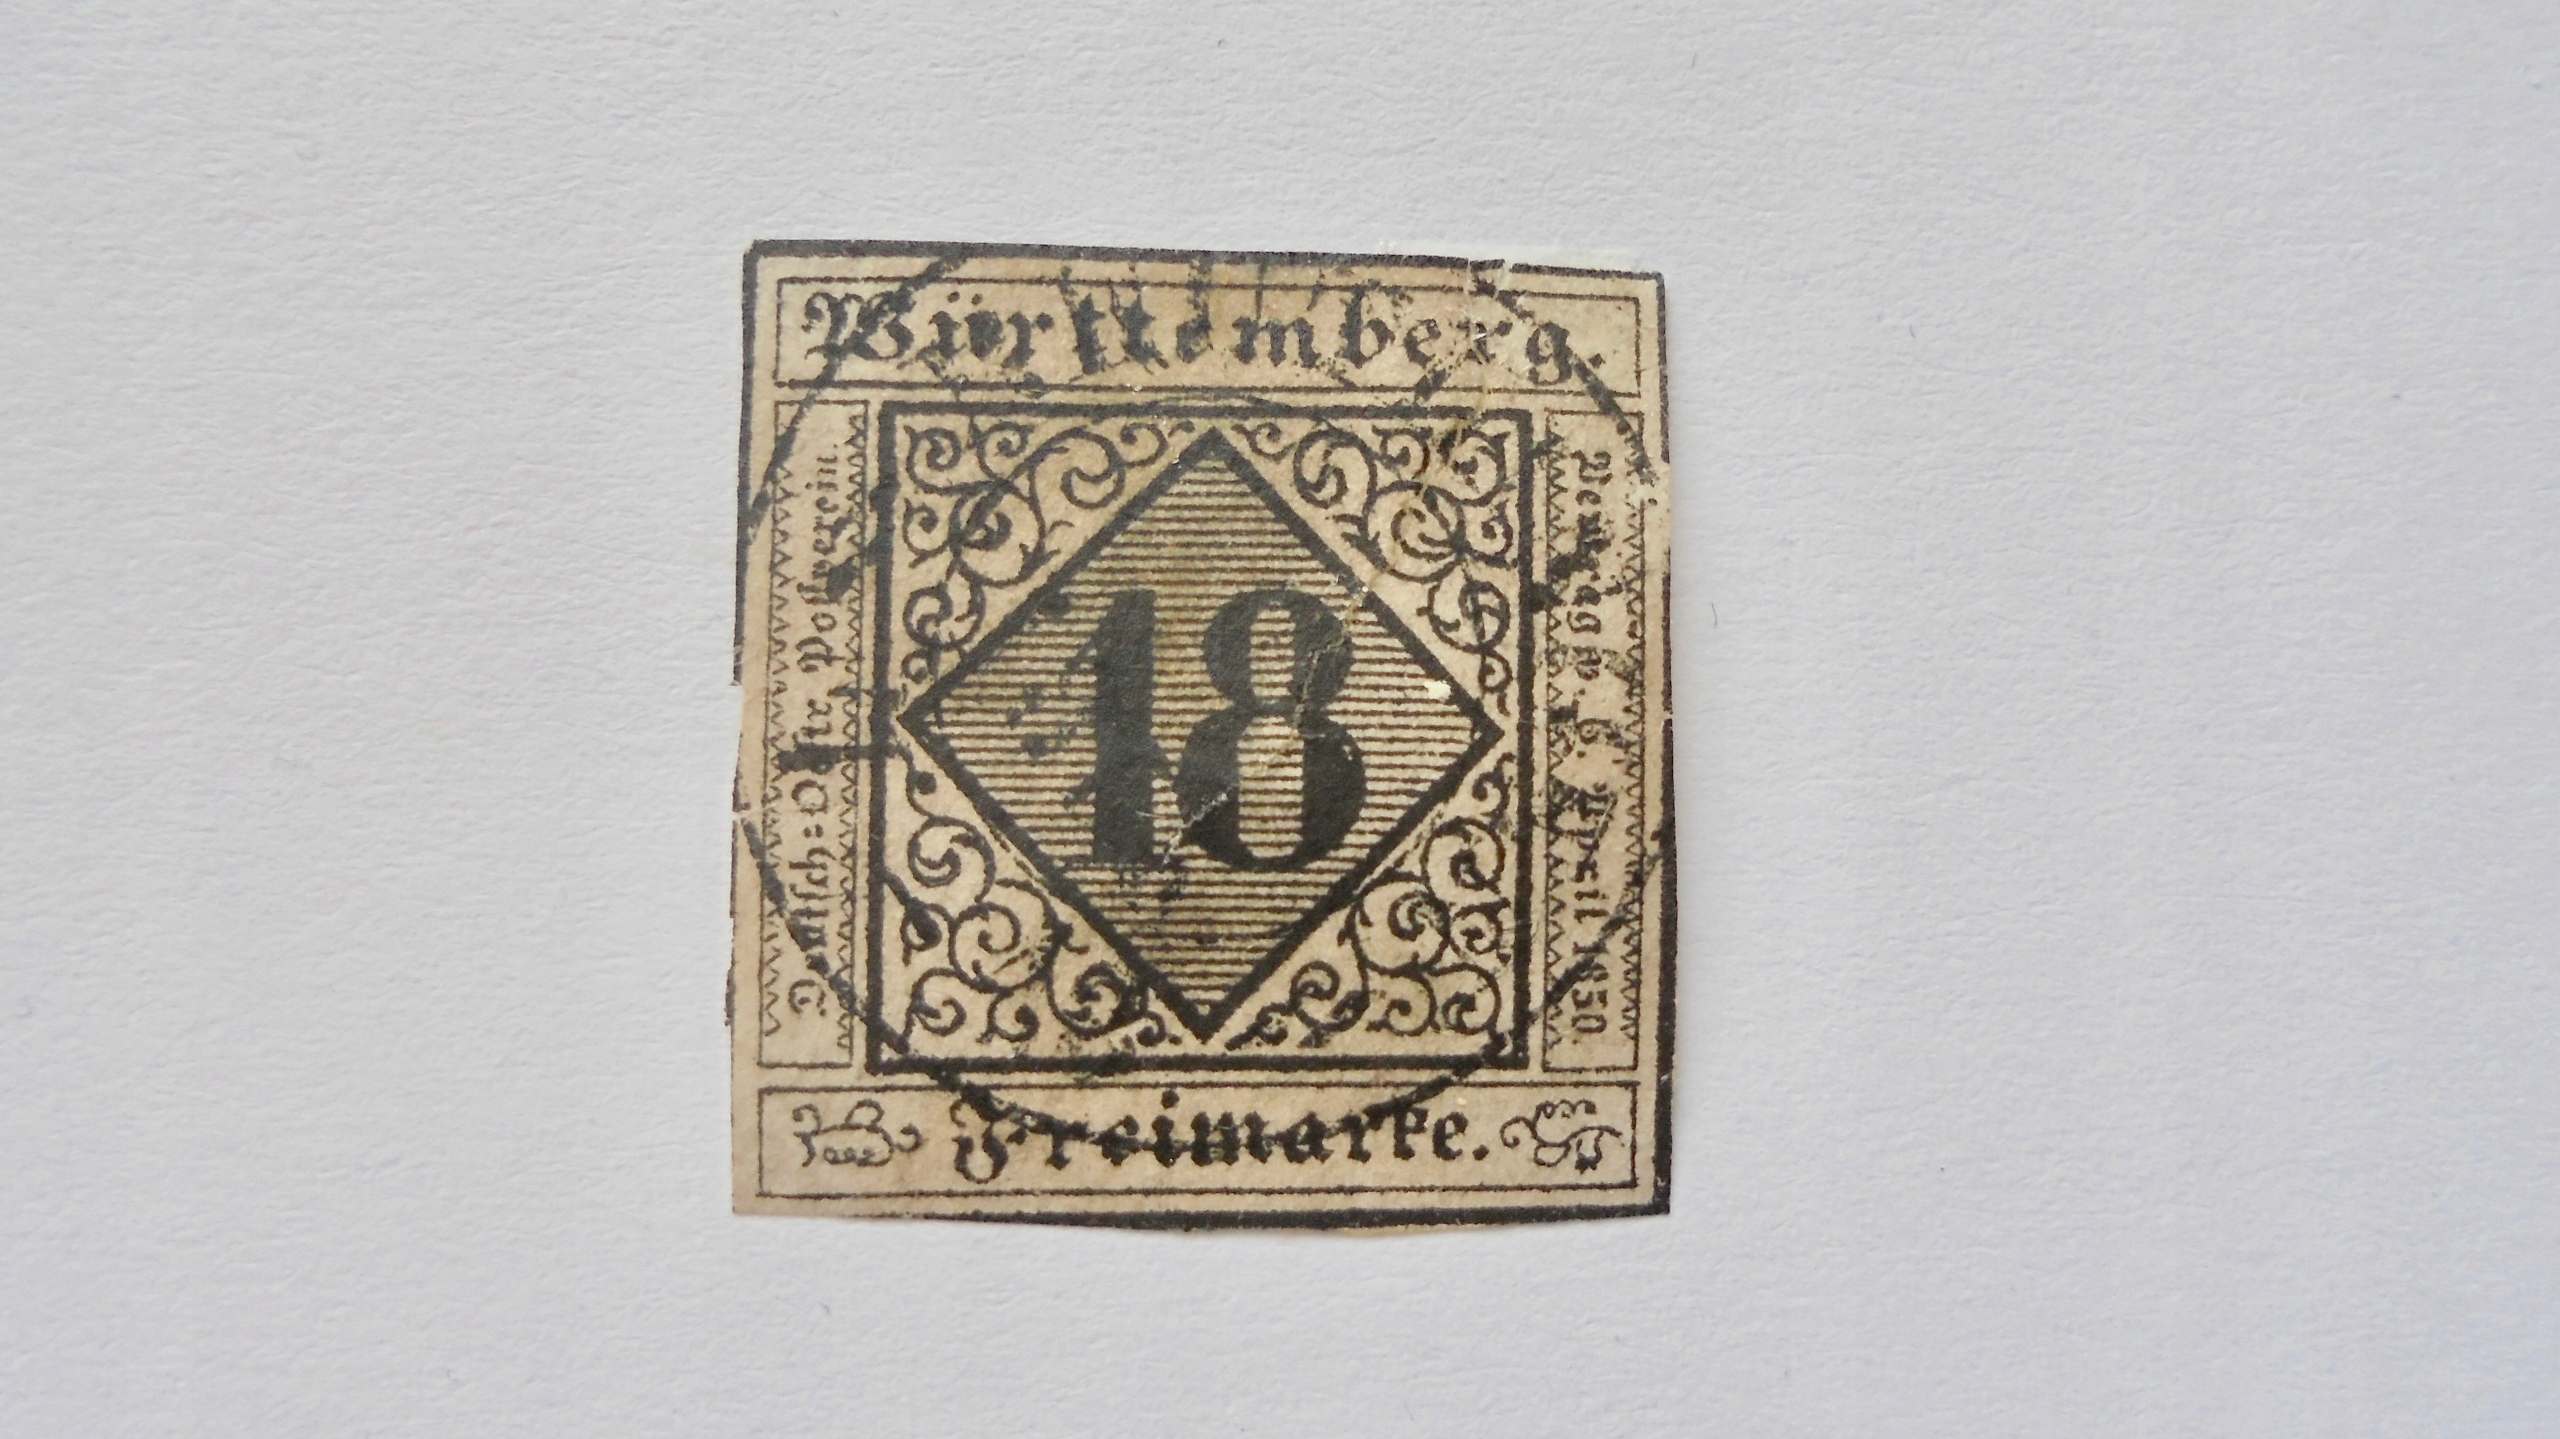 Württemberg.
Deutsch=Oestr. Postverein.
18
Vertrag v. 6. April 1850.
Freimarke.